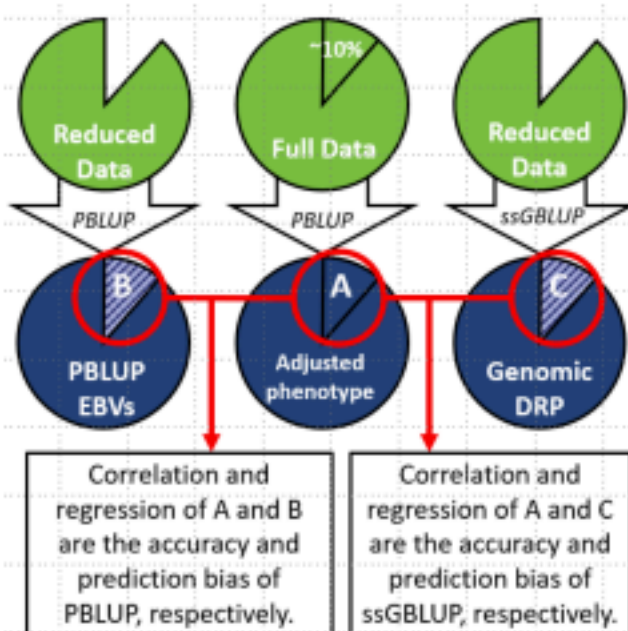 Reduced
Data
~10%
Full Data
Reduced
Data
PBLUP
PBLUP
ssGBLUP
B
A
C
PBLUP
EBVs
Adjusted
phenotype
Genomic
DRP
Correlation and
regression of A and B
are the accuracy and
prediction bias of
PBLUP, respectively.
Correlation and
regression of A and C
are the accuracy and
prediction bias of
ssGBLUP, respectively.